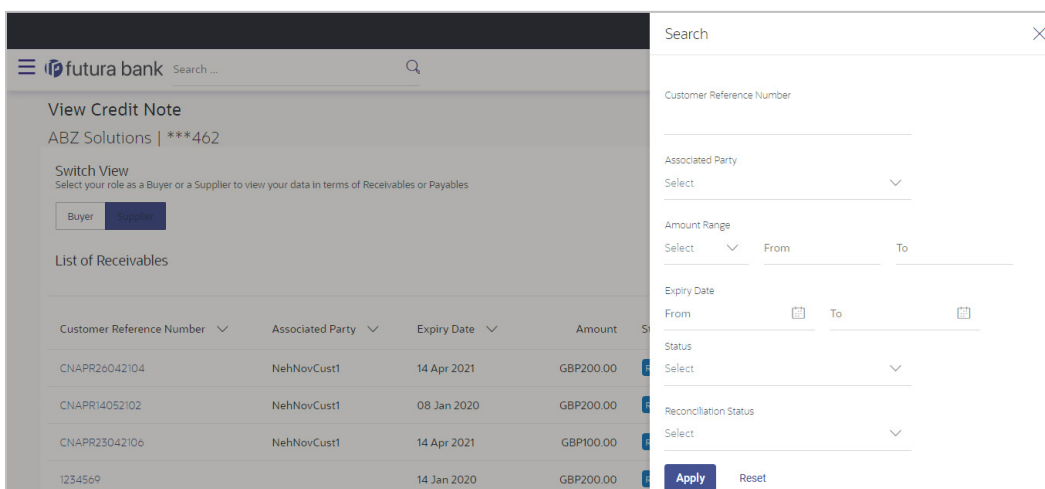 futura bank Search ...
View Credit Note
ABZ Solutions | ***462
Switch View
Select your role as a Buyer or a Supplier to view your data in terms of Receivables or Payables
Buyer Supplier
List of Receivables
Customer Reference Number Associated Party Expiry Date Amount
CNAPR26042104 NehNovCust1 14 Apr 2021 GBP200.00
CNAPR14052102 NehNovCust1 08 Jan 2020 GBP200.00
CNAPR23042106 NehNovCust1 14 Apr 2021 GBP100.00
1234569 14 Jan 2020 GBP200.00
Search
Customer Reference Number
Associated Party
Select
Amount Range
Select From To
Expiry Date
From To
Status
Select
Reconciliation Status
Select
Apply Reset